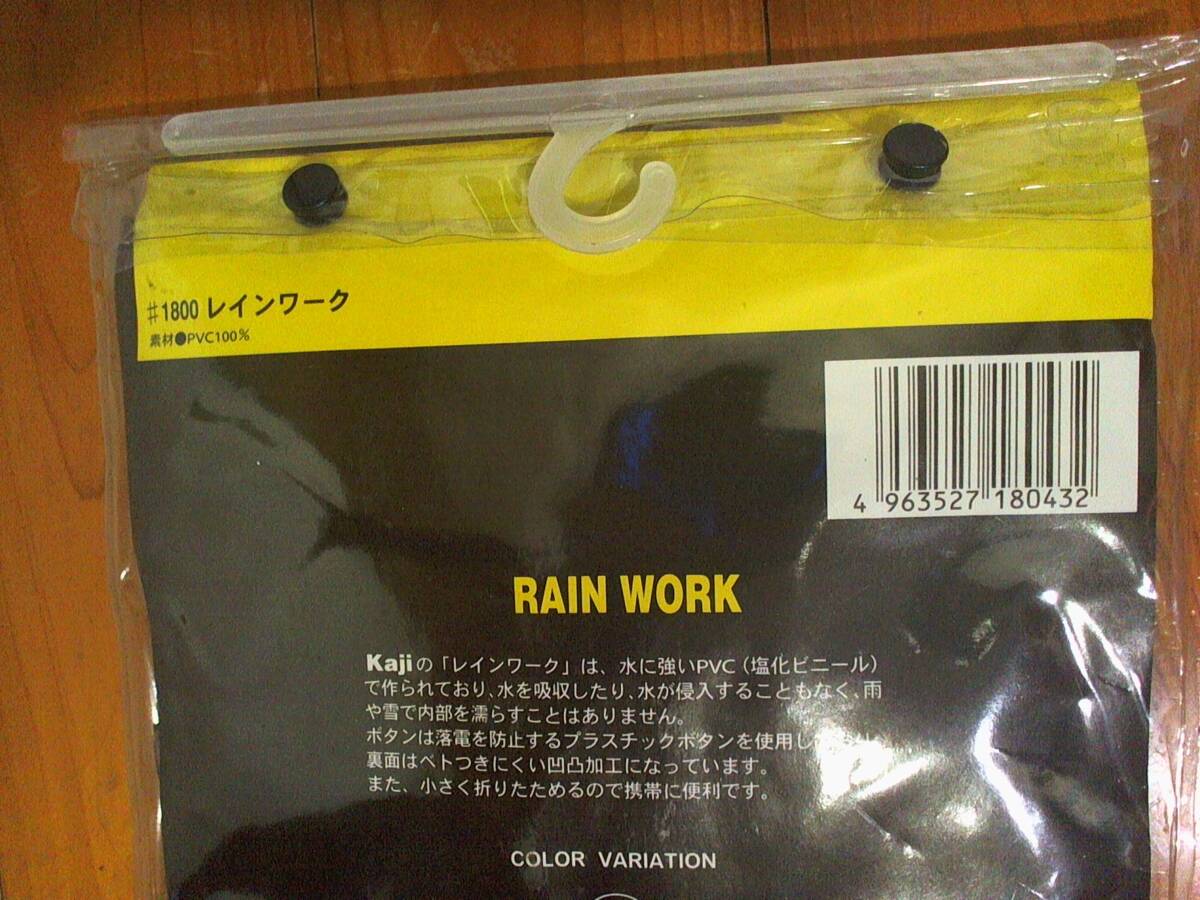 ♯1800 レインワーク
素材●PVC100%
4 963527 180432
RAIN WORK
Kajiの「レインワーク」は、水に強いPVC(塩化ビニール)
で作られており、水を吸収したり、水が侵入することもなく、雨
や雪で内部を濡らすことはありません。
ボタンは落電を防止するプラスチックボタンを使用し
裏面はベトつきにくい凹凸加工になっています。
また、小さく折りたためるので携帯に便利です。
COLOR VARIATION